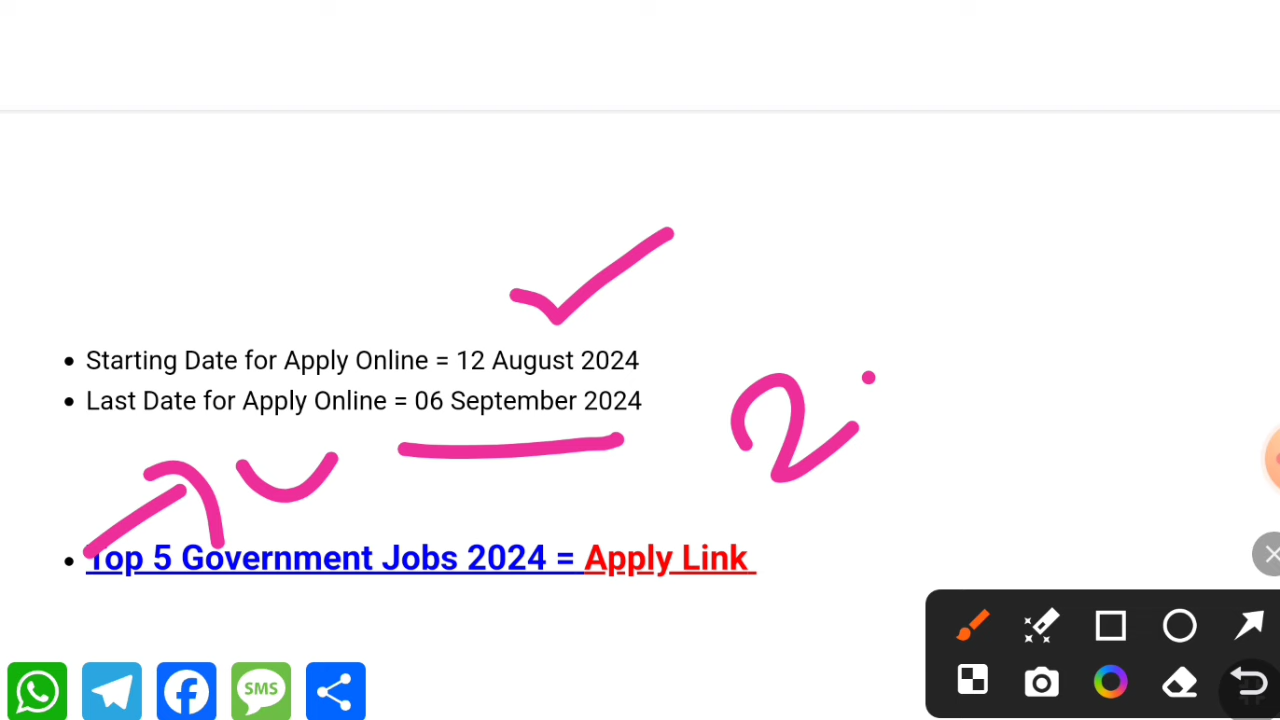 Starting Date for Apply Online = 12 August 2024
Last Date for Apply Online = 06 September 2024
2
Top 5 Government Jobs 2024 = Apply Link
SMS